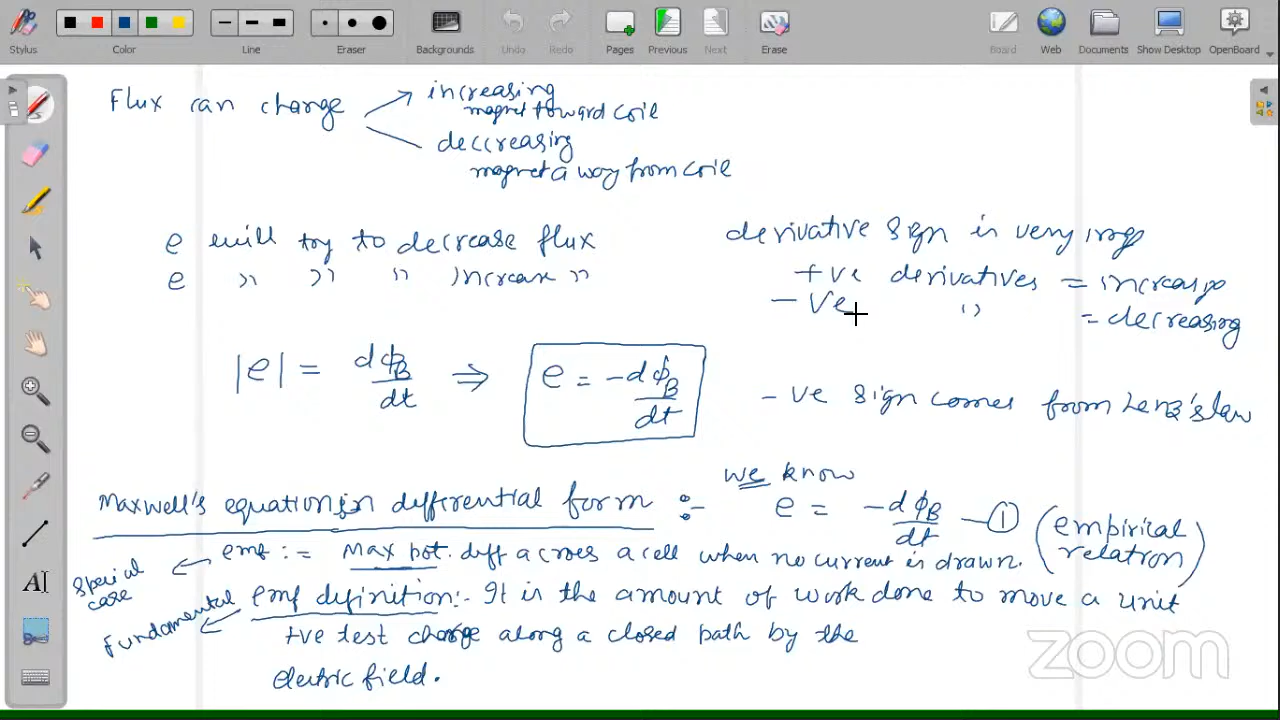 Stylus Color Line Eraser Backgrounds Undo Redo Pages Previous Next Erase Board Web Documents Show Desktop OpenBoard
Flux can change
increasing
magnet toward coil
deccreasing
magnet a way from coil
e will try to decrease flux
e ,, ,, ,, increase ,,
derivative sign is very imp
+ve derivatives = increasing
-ve ,, = decreasing
|e| = dϕB/dt ⇒ e = -dϕB/dt
-ve sign comes from Lenz's law
Maxwell's equation in differential form :-
we know
e = -dϕB/dt — ① (empirical relation)
special case
emf := Max pot. diff across a cell when no current is drawn.
Fundamental
emf definition:- It is the amount of work done to move a unit
+ve test charge along a closed path by the
electric field.
AI
zoom